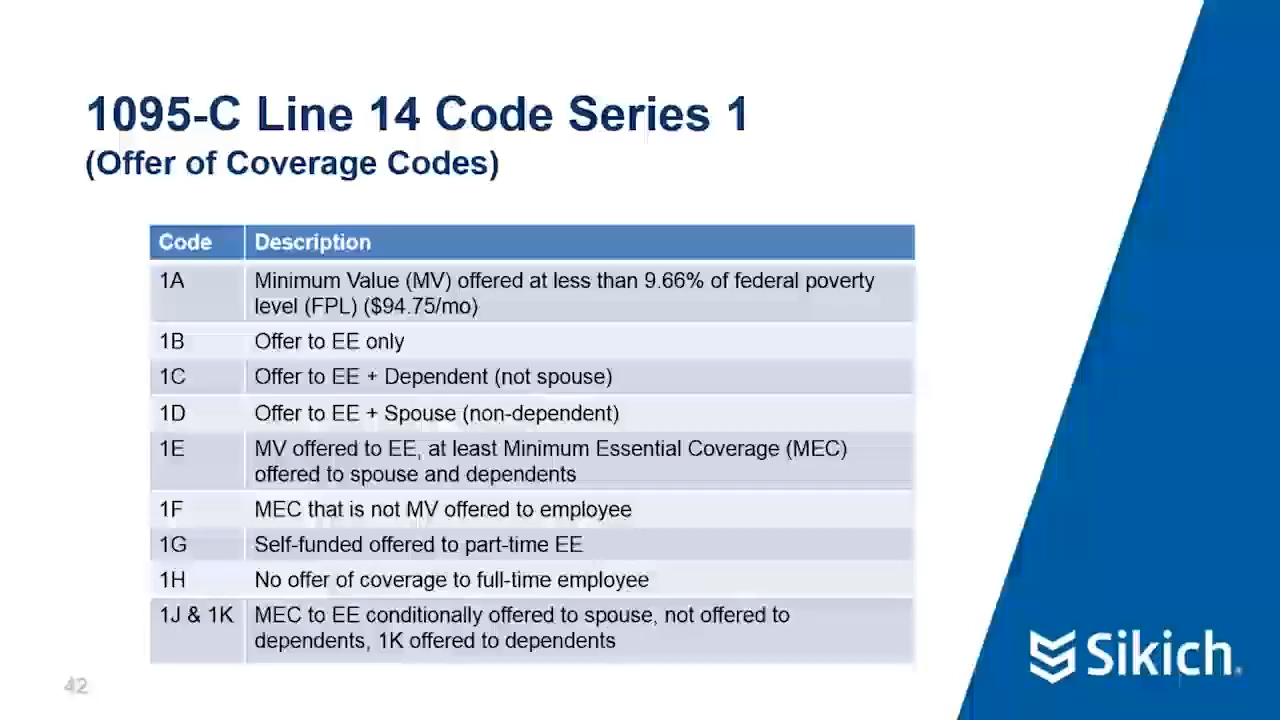 1095-C Line 14 Code Series 1
(Offer of Coverage Codes)
Code Description
1A Minimum Value (MV) offered at less than 9.66% of federal poverty
level (FPL) ($94.75/mo)
1B Offer to EE only
1C Offer to EE + Dependent (not spouse)
1D Offer to EE + Spouse (non-dependent)
1E MV offered to EE, at least Minimum Essential Coverage (MEC)
offered to spouse and dependents
1F MEC that is not MV offered to employee
1G Self-funded offered to part-time EE
1H No offer of coverage to full-time employee
1J & 1K MEC to EE conditionally offered to spouse, not offered to
dependents, 1K offered to dependents
Sikich.
42